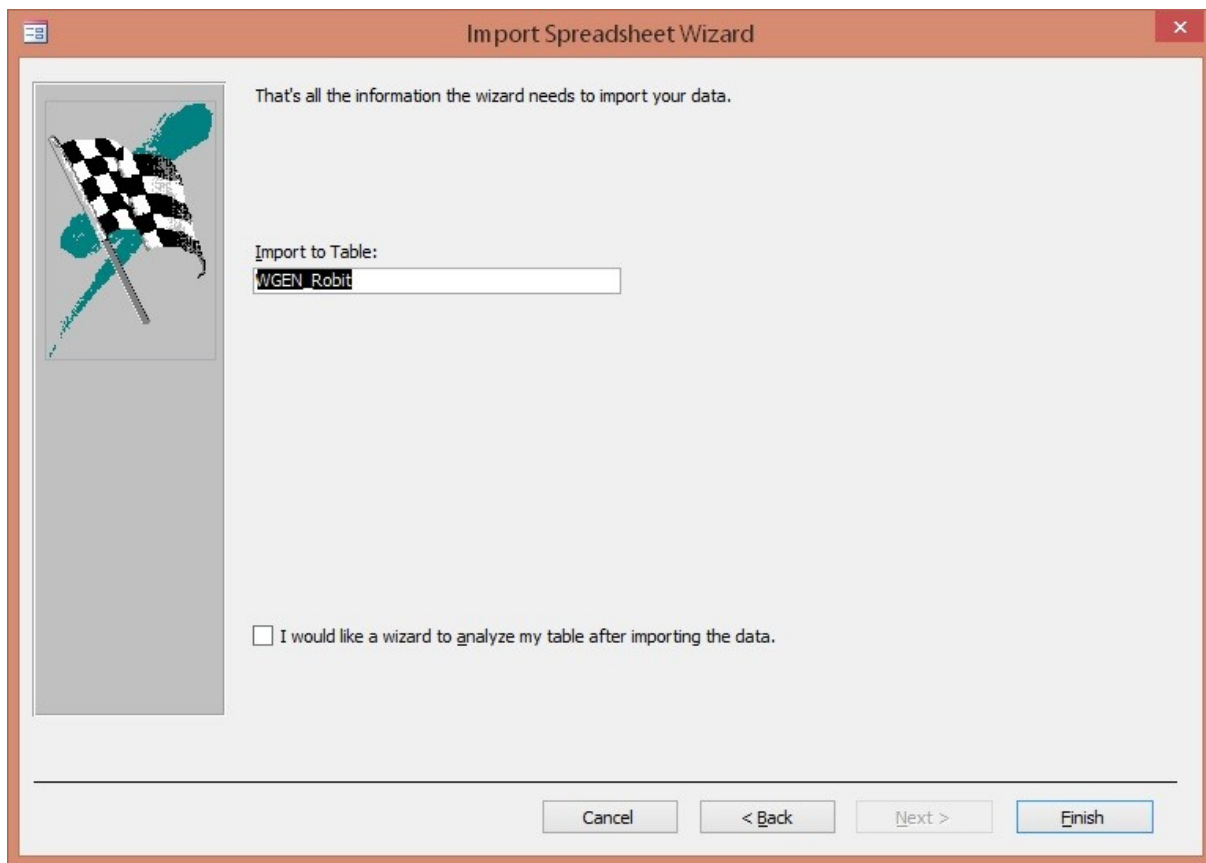 Import Spreadsheet Wizard
That's all the information the wizard needs to import your data.
Import to Table:
WGEN_Robit
I would like a wizard to analyze my table after importing the data.
Cancel
< Back
Next >
Finish